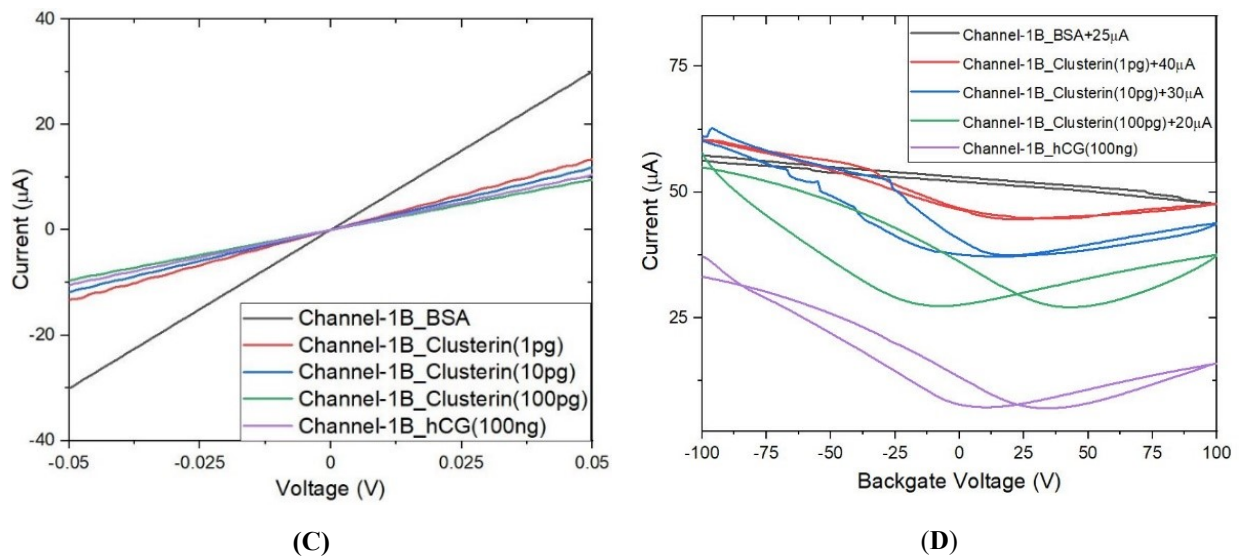 40
20
0
-20
-40
Current (μA)
Channel-1B_BSA
Channel-1B_Clusterin(1pg)
Channel-1B_Clusterin(10pg)
Channel-1B_Clusterin(100pg)
Channel-1B_hCG(100ng)
-0.05 -0.025 0 0.025 0.05
Voltage (V)
(C)
75
50
25
Current (μA)
Channel-1B_BSA+25μA
Channel-1B_Clusterin(1pg)+40μA
Channel-1B_Clusterin(10pg)+30μA
Channel-1B_Clusterin(100pg)+20μA
Channel-1B_hCG(100ng)
-100 -75 -50 -25 0 25 50 75 100
Backgate Voltage (V)
(D)